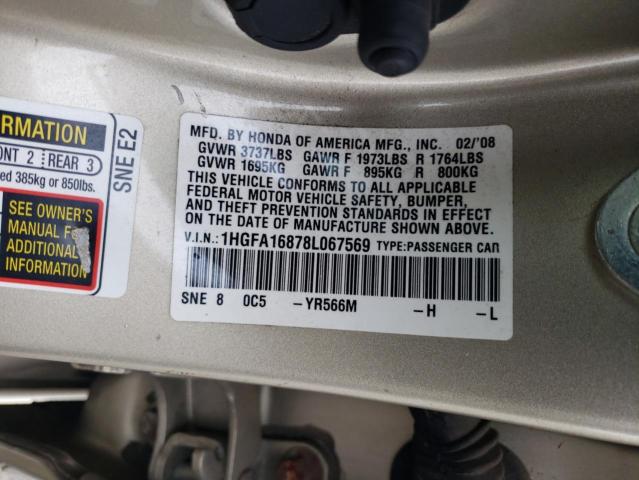 RMATION
ONT 2 REAR 3
ed 385kg or 850lbs.
SEE OWNER'S
MANUAL
ADDITIONAL
INFORMATION
SNE E2
MFD. BY HONDA OF AMERICA MFG., INC. 02/'08
GVWR 3737LBS GAWR F 1973LBS R 1764LBS
GVWR 1695KG GAWR F 895KG R 800KG
THIS VEHICLE CONFORMS TO ALL APPLICABLE
FEDERAL MOTOR VEHICLE SAFETY, BUMPER,
AND THEFT PREVENTION STANDARDS IN EFFECT
ON THE DATE OF MANUFACTURE SHOWN ABOVE.
V.I.N.: 1HGFA16878L067569 TYPE:PASSENGER CAR
SNE 8 0C5 -YR566M -H -L